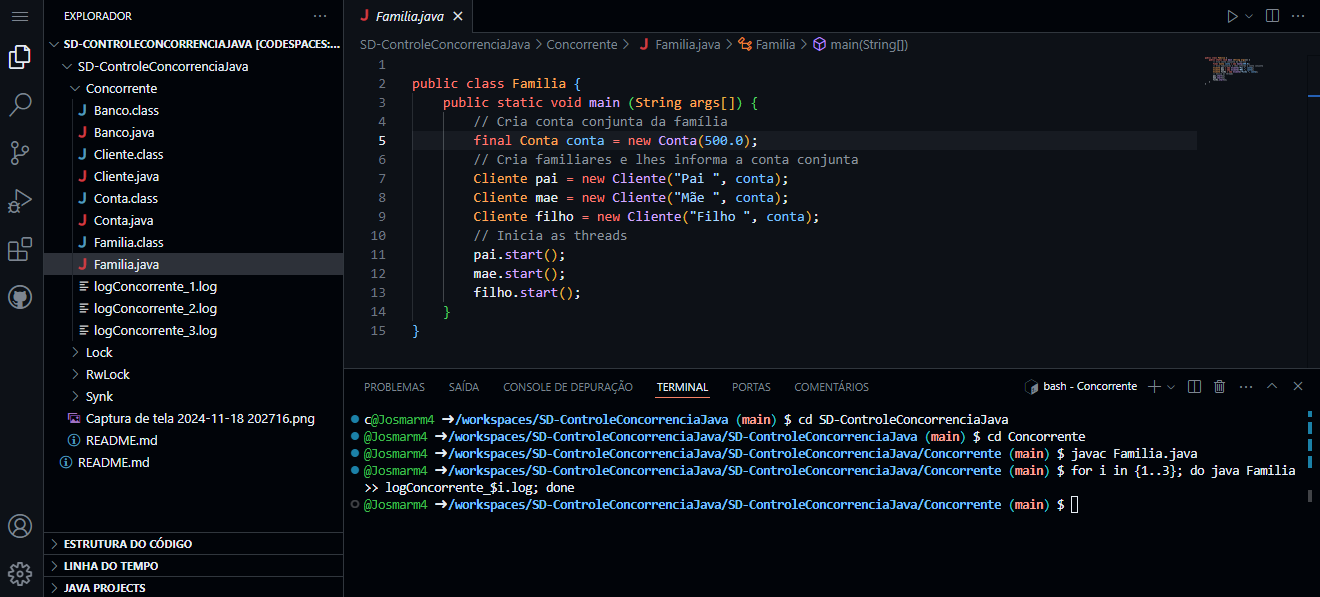 EXPLORADOR
SD-CONTROLECONCORRENCIAJAVA [CODESPACES:...
SD-ControleConcorrenciaJava
Concorrente
Banco.class
Banco.java
Cliente.class
Cliente.java
Conta.class
Conta.java
Familia.class
Familia.java
logConcorrente_1.log
logConcorrente_2.log
logConcorrente_3.log
Lock
RwLock
Synk
Captura de tela 2024-11-18 202716.png
README.md
README.md
ESTRUTURA DO CÓDIGO
LINHA DO TEMPO
JAVA PROJECTS
Familia.java
SD-ControleConcorrenciaJava > Concorrente > Familia.java > Familia > main(String[])
1
2 public class Familia {
3 public static void main (String args[]) {
4 // Cria conta conjunta da família
5 final Conta conta = new Conta(500.0);
6 // Cria familiares e lhes informa a conta conjunta
7 Cliente pai = new Cliente("Pai ", conta);
8 Cliente mae = new Cliente("Mãe ", conta);
9 Cliente filho = new Cliente("Filho ", conta);
10 // Inicia as threads
11 pai.start();
12 mae.start();
13 filho.start();
14 }
15 }
PROBLEMAS SAÍDA CONSOLE DE DEPURAÇÃO TERMINAL PORTAS COMENTÁRIOS bash - Concorrente
c@Josmarm4 ➜/workspaces/SD-ControleConcorrenciaJava (main) $ cd SD-ControleConcorrenciaJava
@Josmarm4 ➜/workspaces/SD-ControleConcorrenciaJava/SD-ControleConcorrenciaJava (main) $ cd Concorrente
@Josmarm4 ➜/workspaces/SD-ControleConcorrenciaJava/SD-ControleConcorrenciaJava/Concorrente (main) $ javac Familia.java
@Josmarm4 ➜/workspaces/SD-ControleConcorrenciaJava/SD-ControleConcorrenciaJava/Concorrente (main) $ for i in {1..3}; do java Familia
>> logConcorrente_$i.log; done
@Josmarm4 ➜/workspaces/SD-ControleConcorrenciaJava/SD-ControleConcorrenciaJava/Concorrente (main) $